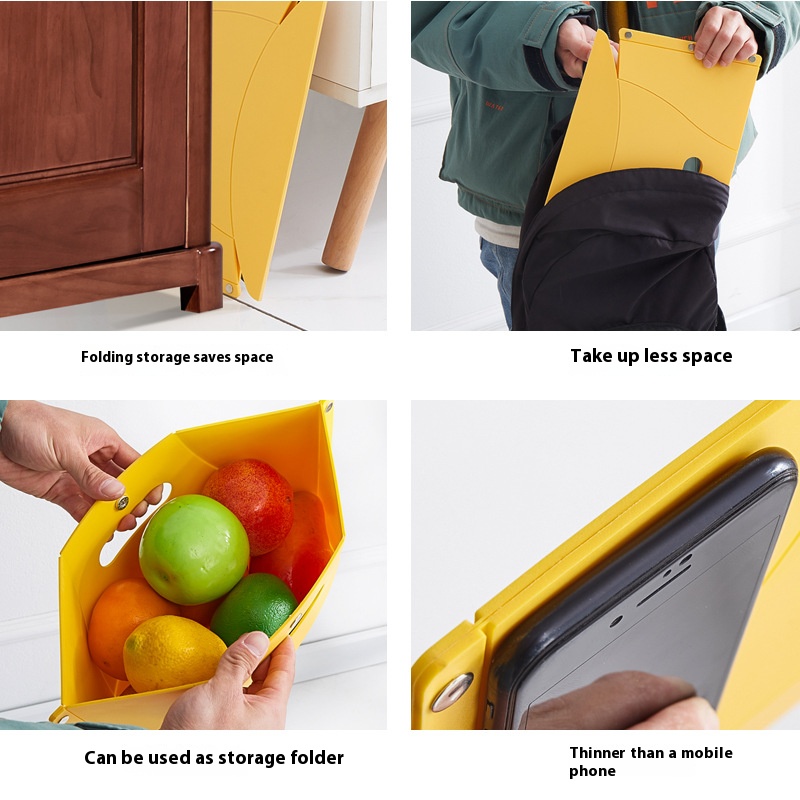 Folding storage saves space
Take up less space
Can be used as storage folder
Thinner than a mobile
phone